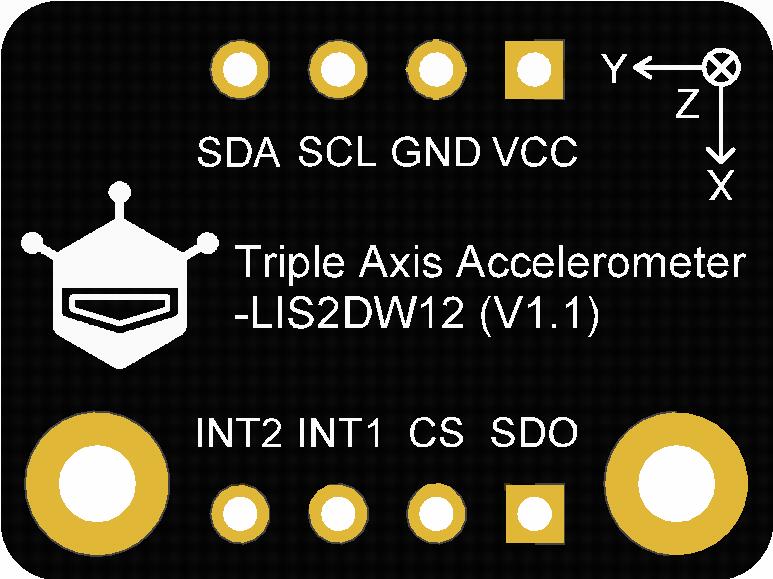 SDA SCL GND VCC
Y
Z
X
Triple Axis Accelerometer
-LIS2DW12 (V1.1)
INT2 INT1 CS SDO